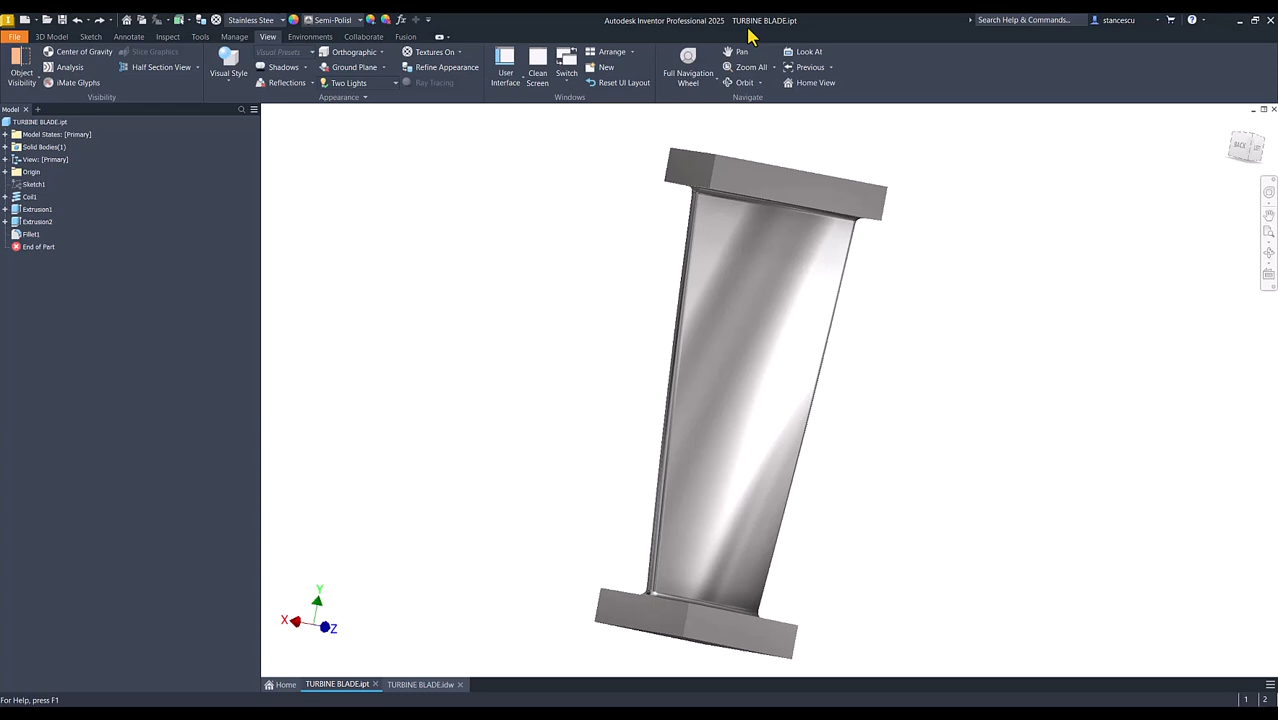 Stainless Stee
Semi-Polisl
Autodesk Inventor Professional 2025 TURBINE BLADE.ipt
Search Help & Commands...
stancescu
File 3D Model Sketch Annotate Inspect Tools Manage View Environments Collaborate Fusion
Object Visibility
Center of Gravity
Analysis
iMate Glyphs
Slice Graphics
Half Section View
Visibility
Visual Style
Visual Presets
Shadows
Reflections
Orthographic
Ground Plane
Two Lights
Textures On
Refine Appearance
Ray Tracing
Appearance
User Interface
Clean Screen
Switch
Arrange
New
Reset UI Layout
Windows
Full Navigation Wheel
Pan
Zoom All
Orbit
Look At
Previous
Home View
Navigate
Model
TURBINE BLADE.ipt
Model States: [Primary]
Solid Bodies(1)
View: [Primary]
Origin
Sketch1
Coil1
Extrusion1
Extrusion2
Fillet1
End of Part
BACK
Y
X
Z
Home
TURBINE BLADE.ipt
TURBINE BLADE.idw
For Help, press F1
1 2